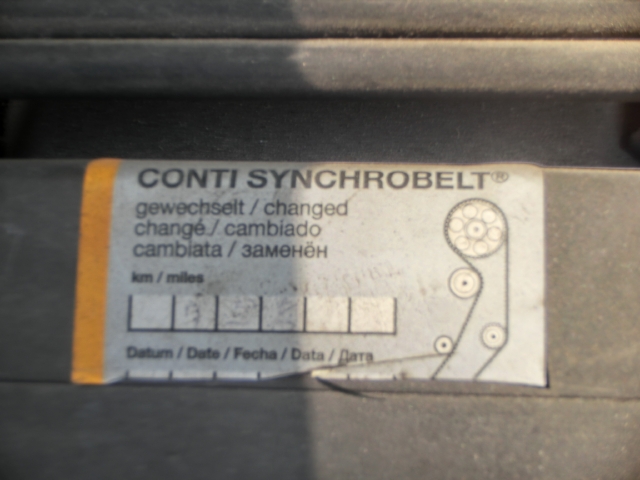 CONTI SYNCHROBELT®
gewechselt / changed
changé / cambiado
cambiata / заменён
km / miles
Datum / Date / Fecha / Data / Дата